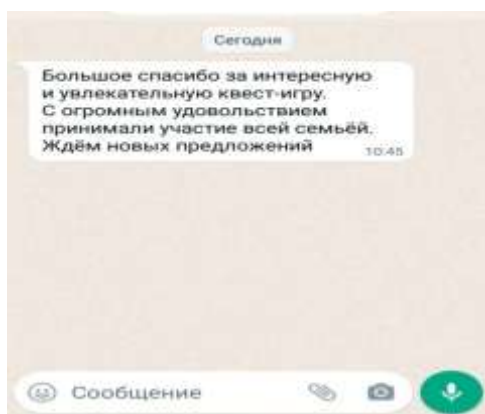 Сегодня
Большое спасибо за интересную
и увлекательную квест-игру.
С огромным удовольствием
принимали участие всей семьёй.
Ждём новых предложений
10:45
Сообщение